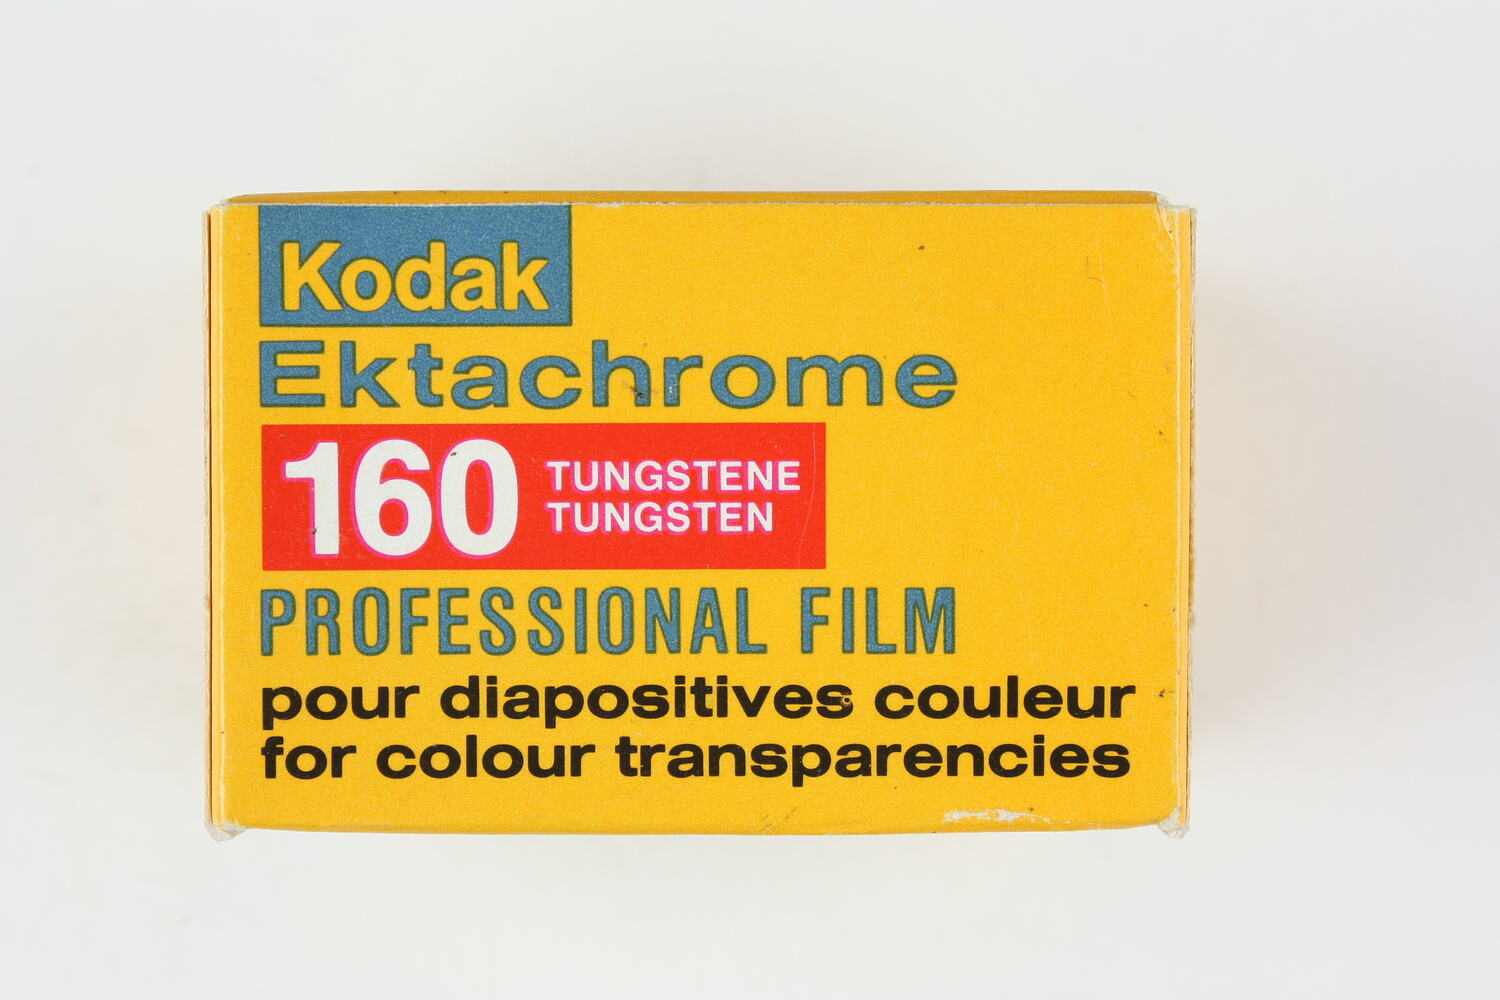 Kodak
Ektachrome
160 TUNGSTENE
TUNGSTEN
PROFESSIONAL FILM
pour diapositives couleur
for colour transparencies